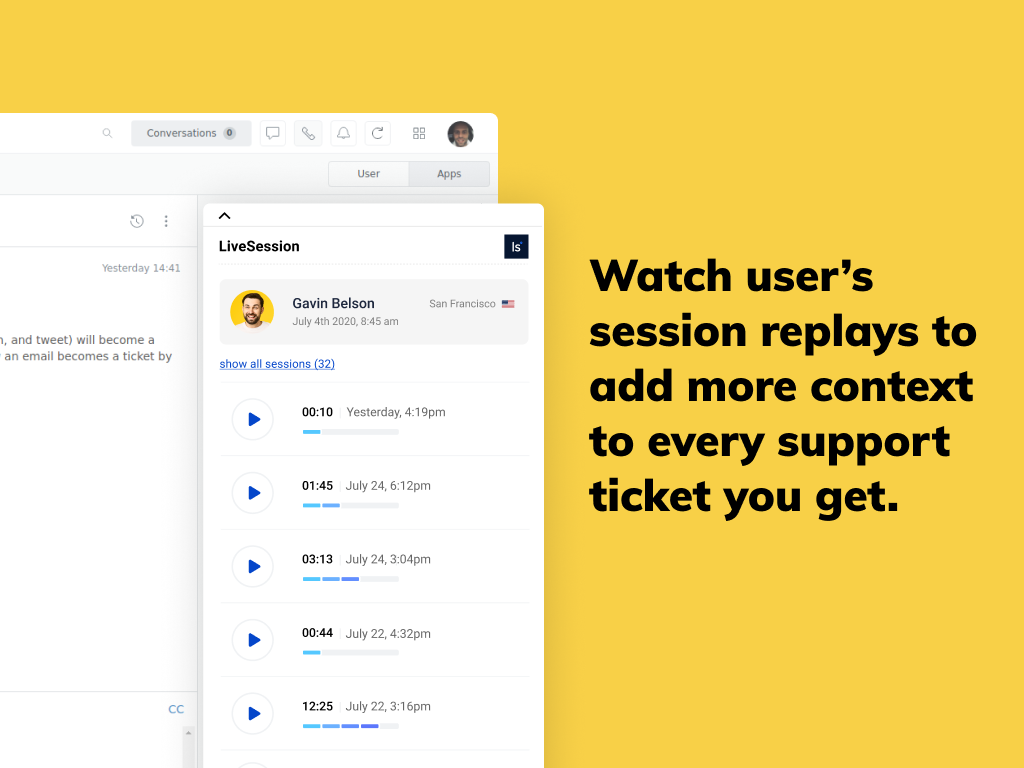 Conversations 0
User
Apps
Yesterday 14:41
, and tweet) will become a
an email becomes a ticket by
CC
LiveSession
ls
Gavin Belson
San Francisco
July 4th 2020, 8:45 am
show all sessions (32)
00:10 Yesterday, 4:19pm
01:45 July 24, 6:12pm
03:13 July 24, 3:04pm
00:44 July 22, 4:32pm
12:25 July 22, 3:16pm
Watch user’s
session replays to
add more context
to every support
ticket you get.